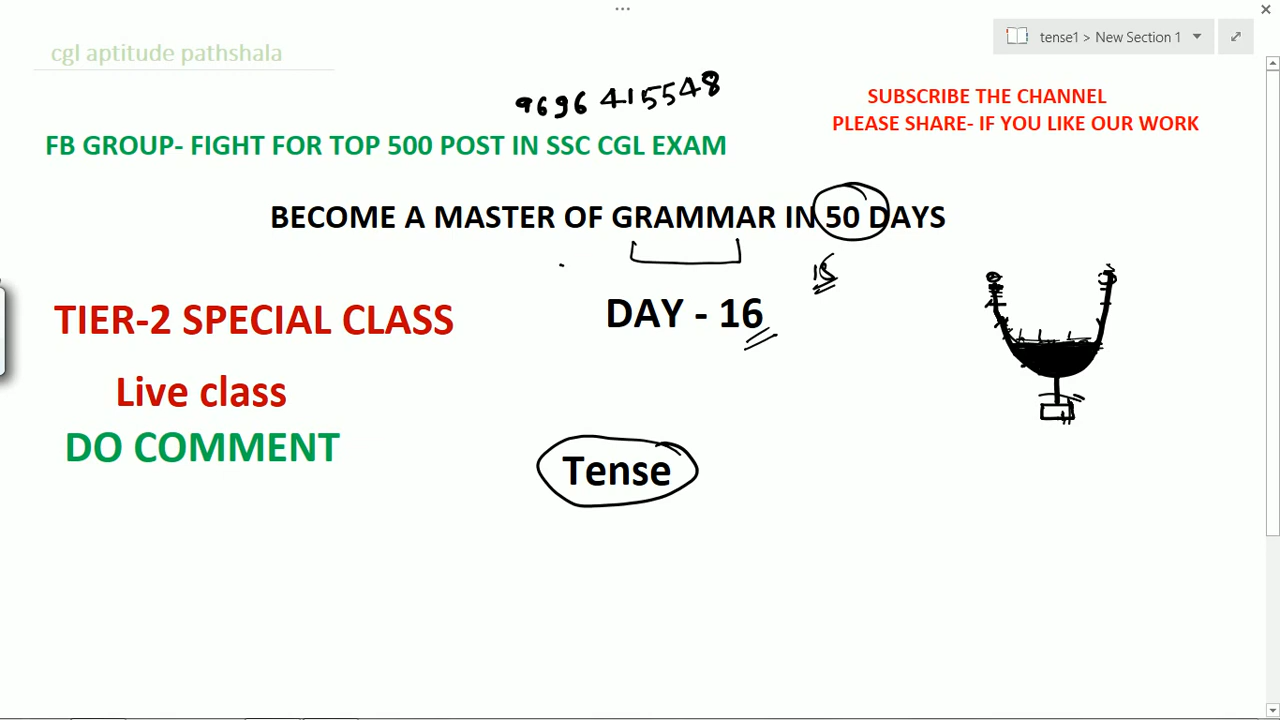 cgl aptitude pathshala
tense1 > New Section 1
9696 415548
SUBSCRIBE THE CHANNEL
PLEASE SHARE- IF YOU LIKE OUR WORK
FB GROUP- FIGHT FOR TOP 500 POST IN SSC CGL EXAM
BECOME A MASTER OF GRAMMAR IN 50 DAYS
TIER-2 SPECIAL CLASS
DAY - 16
Live class
DO COMMENT
Tense